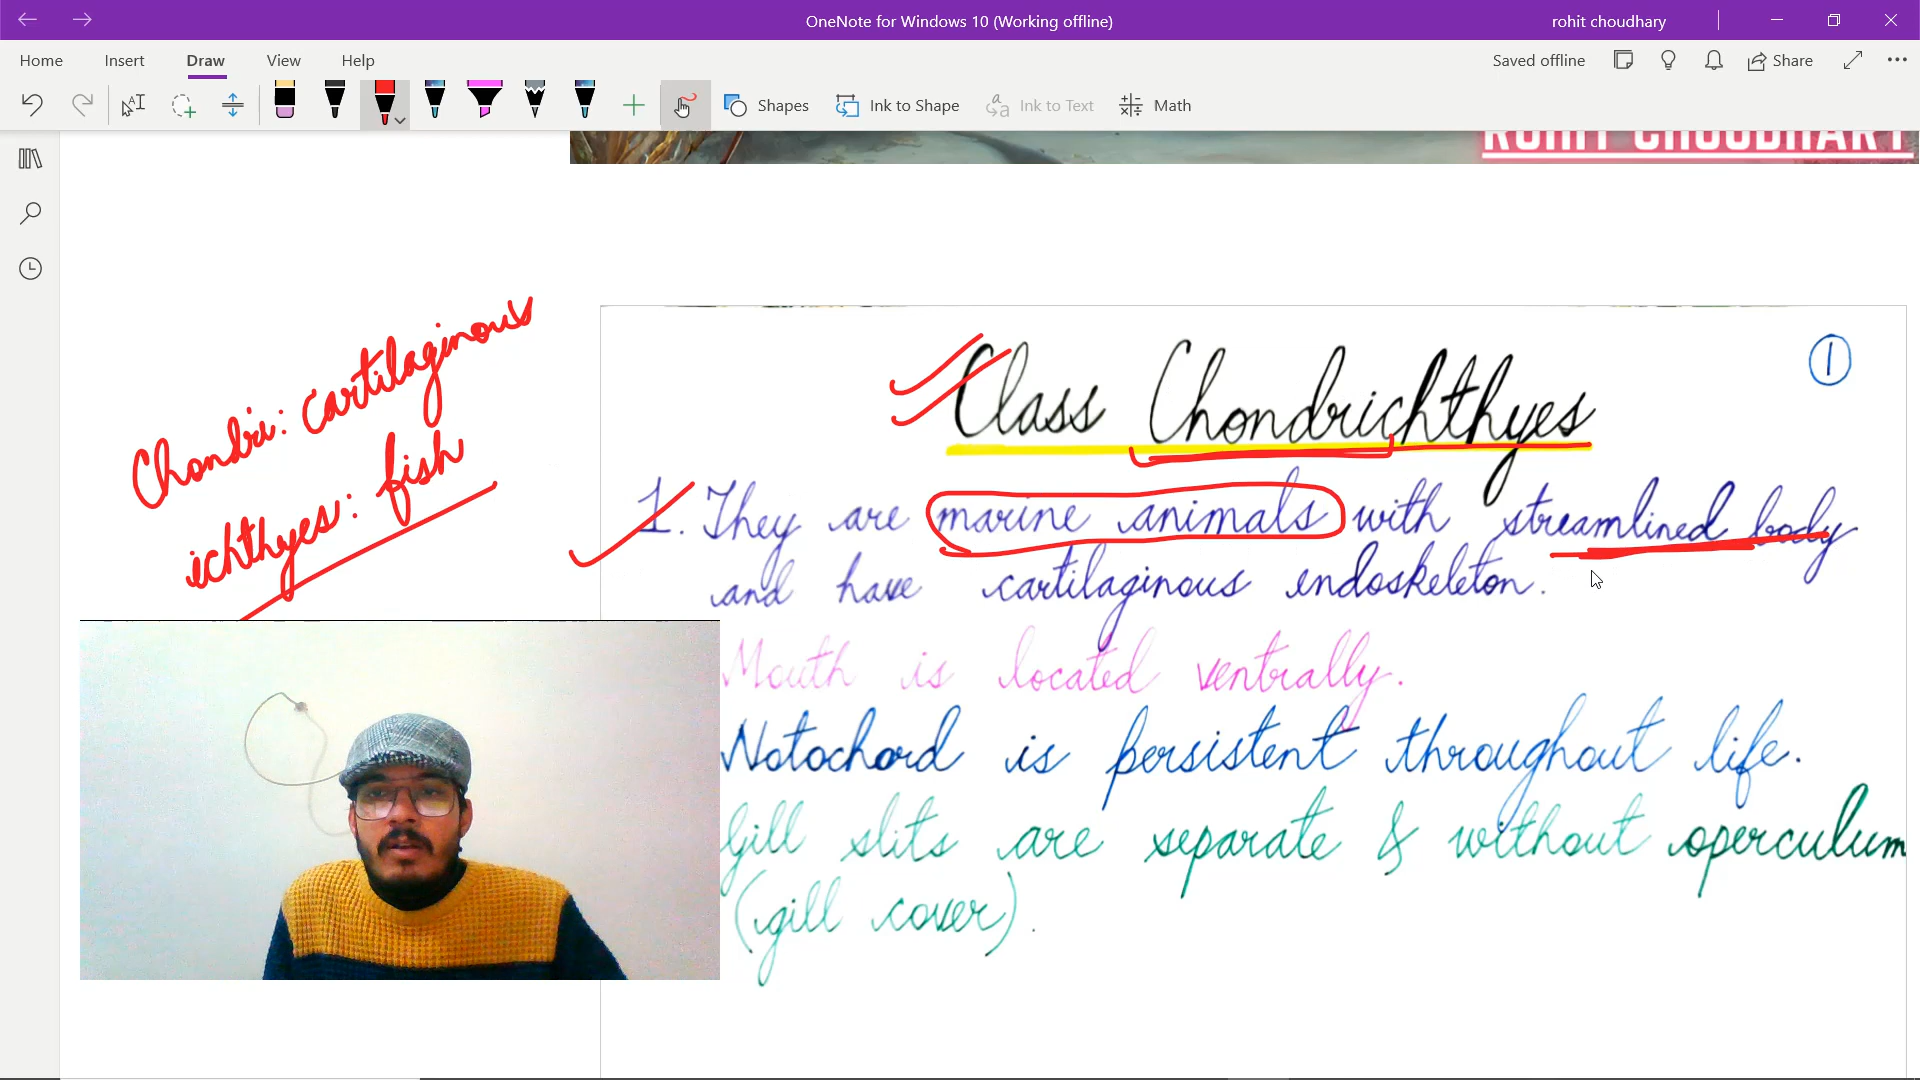 OneNote for Windows 10 (Working offline)
rohit choudhary
Home Insert Draw View Help
Saved offline
Share
Shapes
Ink to Shape
Ink to Text
Math
ROHIT CHOUDHARY
Chondri: cartilaginous
ichthyes: fish
Class Chondrichthyes
1
1. They are marine animals with streamlined body
and have cartilaginous endoskeleton.
Mouth is located ventrally.
Notochord is persistent throughout life.
Gill slits are separate & without operculum
(gill cover).